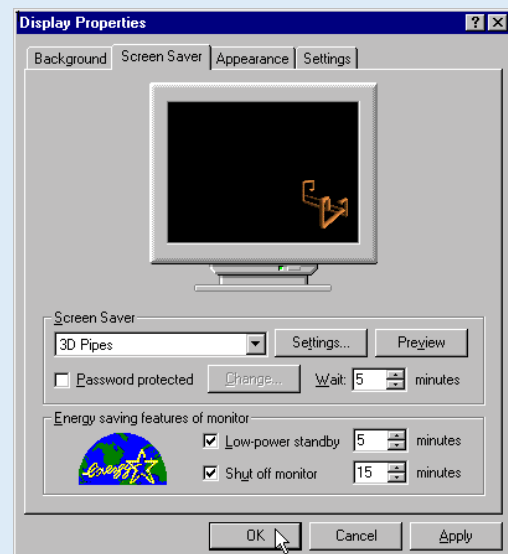 Display Properties
Background Screen Saver Appearance Settings
Screen Saver
3D Pipes Settings... Preview
Password protected Change... Wait: 5 minutes
Energy saving features of monitor
Low-power standby 5 minutes
Shut off monitor 15 minutes
energy
OK Cancel Apply